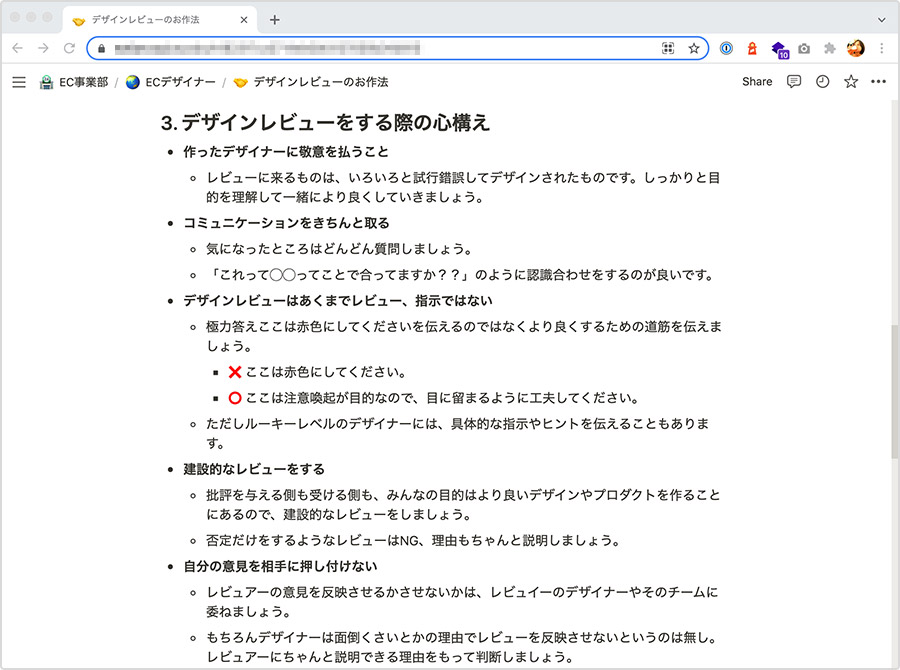 デザインレビューのお作法
10
EC事業部 / ECデザイナー / デザインレビューのお作法
Share
3. デザインレビューをする際の心構え
作ったデザイナーに敬意を払うこと
レビューに来るものは、いろいろと試行錯誤してデザインされたものです。しっかりと目
的を理解して一緒により良くしていきましょう。
コミュニケーションをきちんと取る
気になったところはどんどん質問しましょう。
「これって◯◯ってことで合ってますか？？」のように認識合わせをするのが良いです。
デザインレビューはあくまでレビュー、指示ではない
極力答えここは赤色にしてくださいを伝えるのではなくより良くするための道筋を伝えま
しょう。
❌ ここは赤色にしてください。
⭕ ここは注意喚起が目的なので、目に留まるように工夫してください。
ただしルーキーレベルのデザイナーには、具体的な指示やヒントを伝えることもありま
す。
建設的なレビューをする
批評を与える側も受ける側も、みんなの目的はより良いデザインやプロダクトを作ること
にあるので、建設的なレビューをしましょう。
否定だけをするようなレビューはNG、理由もちゃんと説明しましょう。
自分の意見を相手に押し付けない
レビュアーの意見を反映させるかさせないかは、レビュイーのデザイナーやそのチームに
委ねましょう。
もちろんデザイナーは面倒くさいとかの理由でレビューを反映させないというのは無し。
レビュアーにちゃんと説明できる理由をもって判断しましょう。